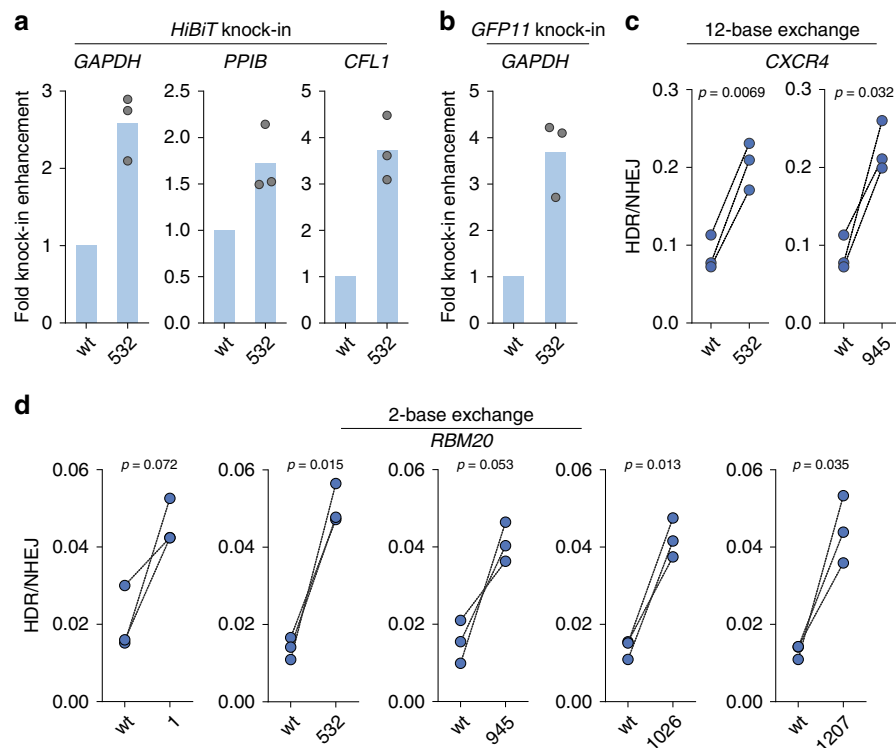 a
HiBiT knock-in
GAPDH PPIB CFL1
Fold knock-in enhancement
3
2
1
0
wt 532
2.5
2.0
1.5
1.0
0.5
0.0
wt 532
5
4
3
2
1
0
wt 532
b
GFP11 knock-in
GAPDH
Fold knock-in enhancement
5
4
3
2
1
0
wt 532
c
12-base exchange
CXCR4
HDR/NHEJ
0.3
0.2
0.1
0.0
p = 0.0069
wt 532
0.3
0.2
0.1
0.0
p = 0.032
wt 945
d
2-base exchange
RBM20
HDR/NHEJ
0.06
0.04
0.02
0.00
p = 0.072
wt 1
0.06
0.04
0.02
0.00
p = 0.015
wt 532
0.06
0.04
0.02
0.00
p = 0.053
wt 945
0.06
0.04
0.02
0.00
p = 0.013
wt 1026
0.06
0.04
0.02
0.00
p = 0.035
wt 1207